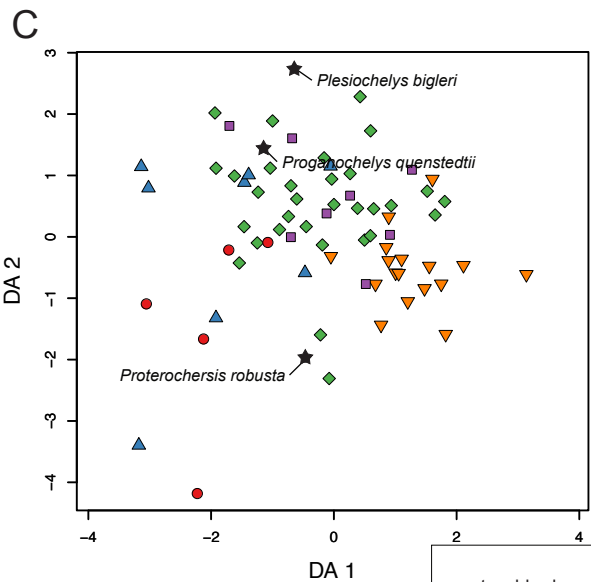 C
3
2
1
0
−1
−2
−3
−4
DA 2
Plesiochelys bigleri
Proganochelys quenstedtii
Proterochersis robusta
−4
−2
0
2
4
DA 1